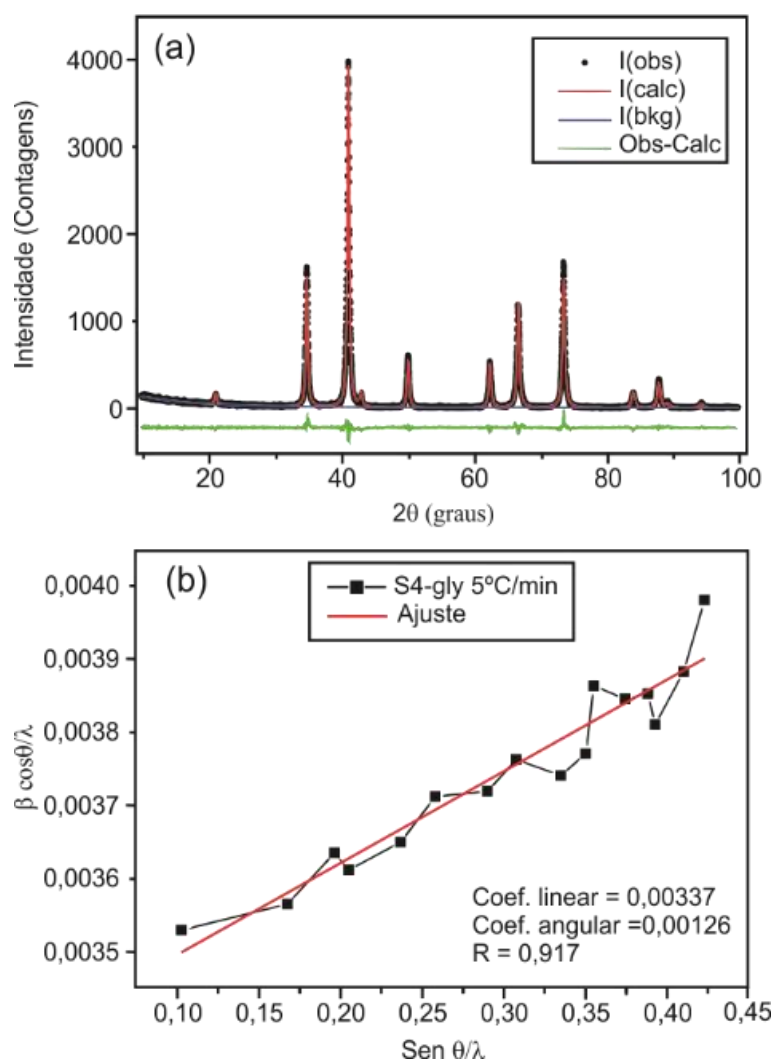 (a)
I(obs)
I(calc)
I(bkg)
Obs-Calc
Intensidade (Contagens)
4000
3000
2000
1000
0
20
40
60
80
100
2θ (graus)
(b)
S4-gly 5ºC/min
Ajuste
β cosθ/λ
0,0040
0,0039
0,0038
0,0037
0,0036
0,0035
Coef. linear = 0,00337
Coef. angular =0,00126
R = 0,917
0,10
0,15
0,20
0,25
0,30
0,35
0,40
0,45
Sen θ/λ